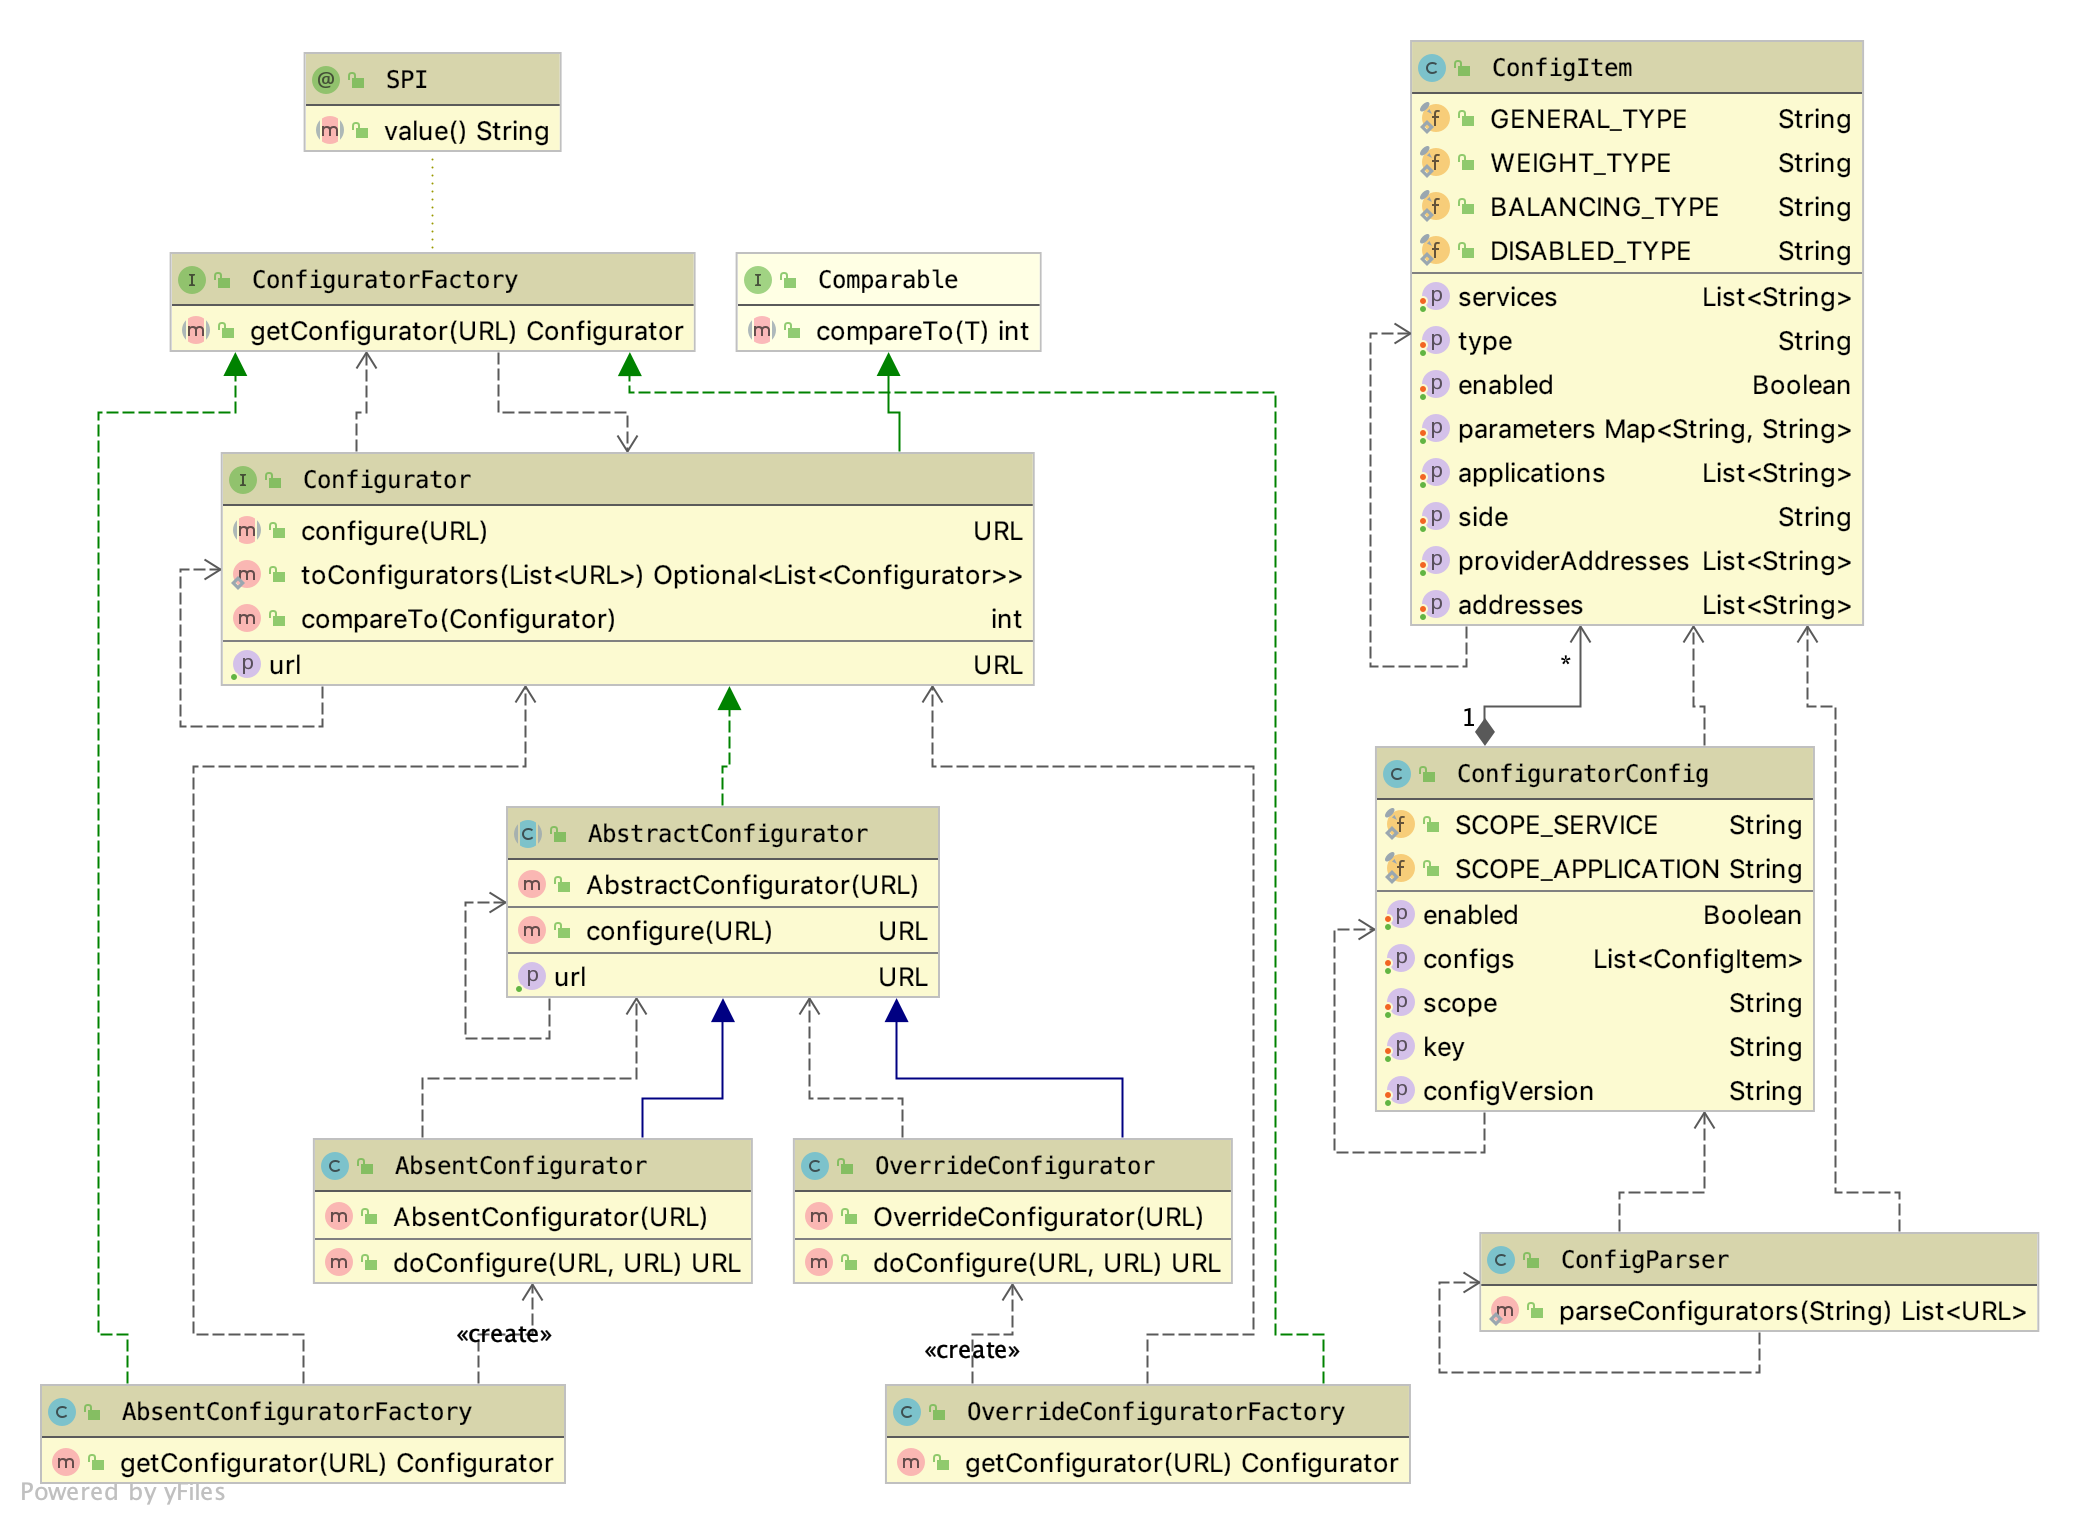 SPI
value() String
ConfiguratorFactory
getConfigurator(URL) Configurator
Comparable
compareTo(T) int
Configurator
configure(URL) URL
toConfigurators(List<URL>) Optional<List<Configurator>>
compareTo(Configurator) int
url URL
AbstractConfigurator
AbstractConfigurator(URL)
configure(URL) URL
url URL
AbsentConfigurator
AbsentConfigurator(URL)
doConfigure(URL, URL) URL
OverrideConfigurator
OverrideConfigurator(URL)
doConfigure(URL, URL) URL
«create»
«create»
AbsentConfiguratorFactory
getConfigurator(URL) Configurator
OverrideConfiguratorFactory
getConfigurator(URL) Configurator
ConfigItem
GENERAL_TYPE String
WEIGHT_TYPE String
BALANCING_TYPE String
DISABLED_TYPE String
services List<String>
type String
enabled Boolean
parameters Map<String, String>
applications List<String>
side String
providerAddresses List<String>
addresses List<String>
*
1
ConfiguratorConfig
SCOPE_SERVICE String
SCOPE_APPLICATION String
enabled Boolean
configs List<ConfigItem>
scope String
key String
configVersion String
ConfigParser
parseConfigurators(String) List<URL>
Powered by yFiles